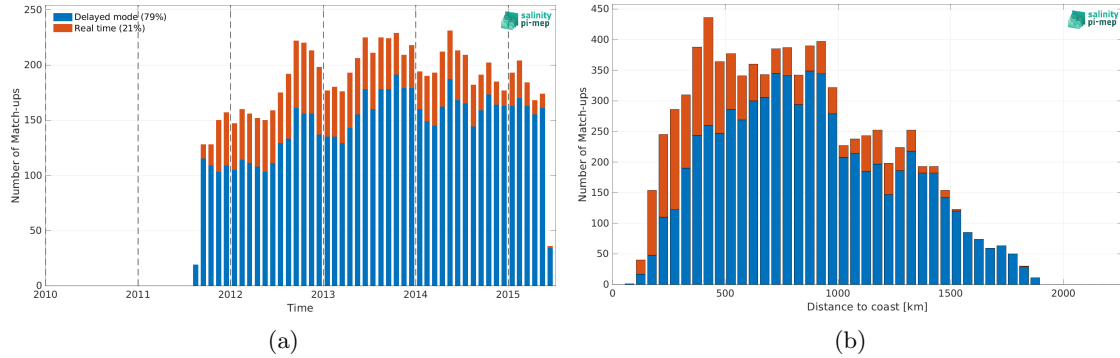 Delayed mode (79%)
Real time (21%)
salinity
pi-mep
250
200
150
100
50
0
Number of Match-ups
2010 2011 2012 2013 2014 2015
Time
(a)
salinity
pi-mep
450
400
350
300
250
200
150
100
50
0
Number of Match-ups
0 500 1000 1500 2000
Distance to coast [km]
(b)